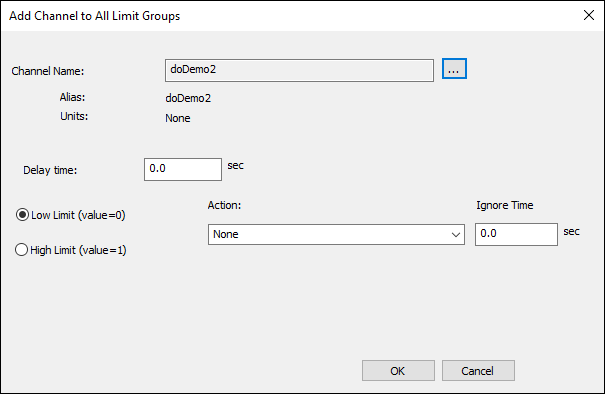 Add Channel to All Limit Groups
Channel Name: doDemo2 ...
Alias: doDemo2
Units: None
Delay time: 0.0 sec
Action: Ignore Time
Low Limit (value=0)
None 0.0 sec
High Limit (value=1)
OK Cancel